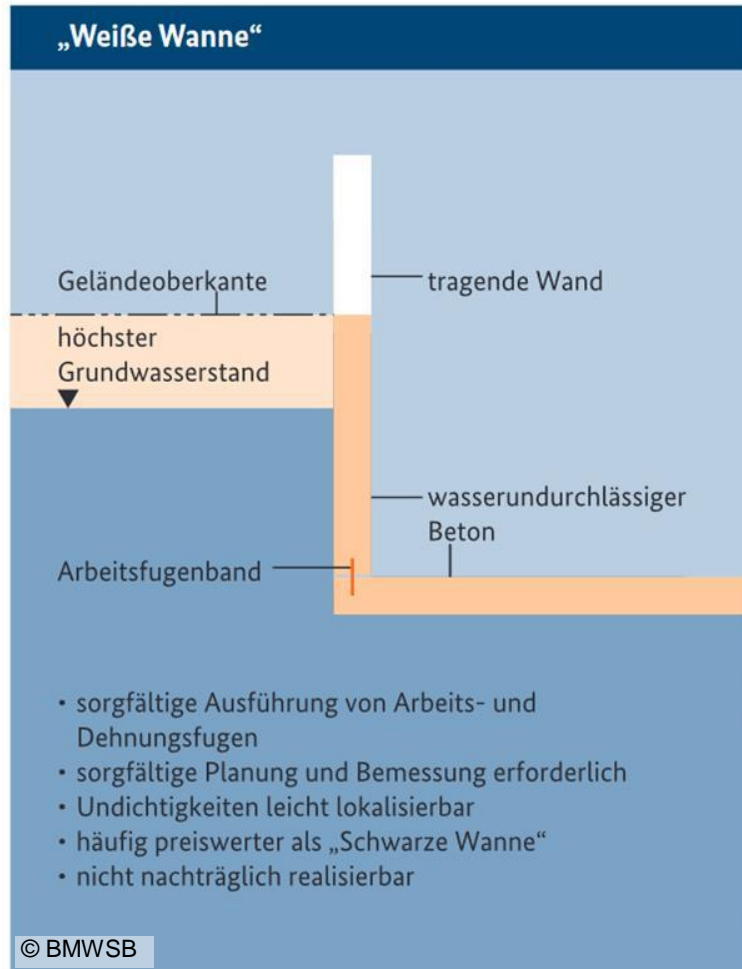 „Weiße Wanne“
Geländeoberkante
tragende Wand
höchster
Grundwasserstand
wasserundurchlässiger
Beton
Arbeitsfugenband
• sorgfältige Ausführung von Arbeits- und
Dehnungsfugen
• sorgfältige Planung und Bemessung erforderlich
• Undichtigkeiten leicht lokalisierbar
• häufig preiswerter als „Schwarze Wanne“
• nicht nachträglich realisierbar
© BMWSB